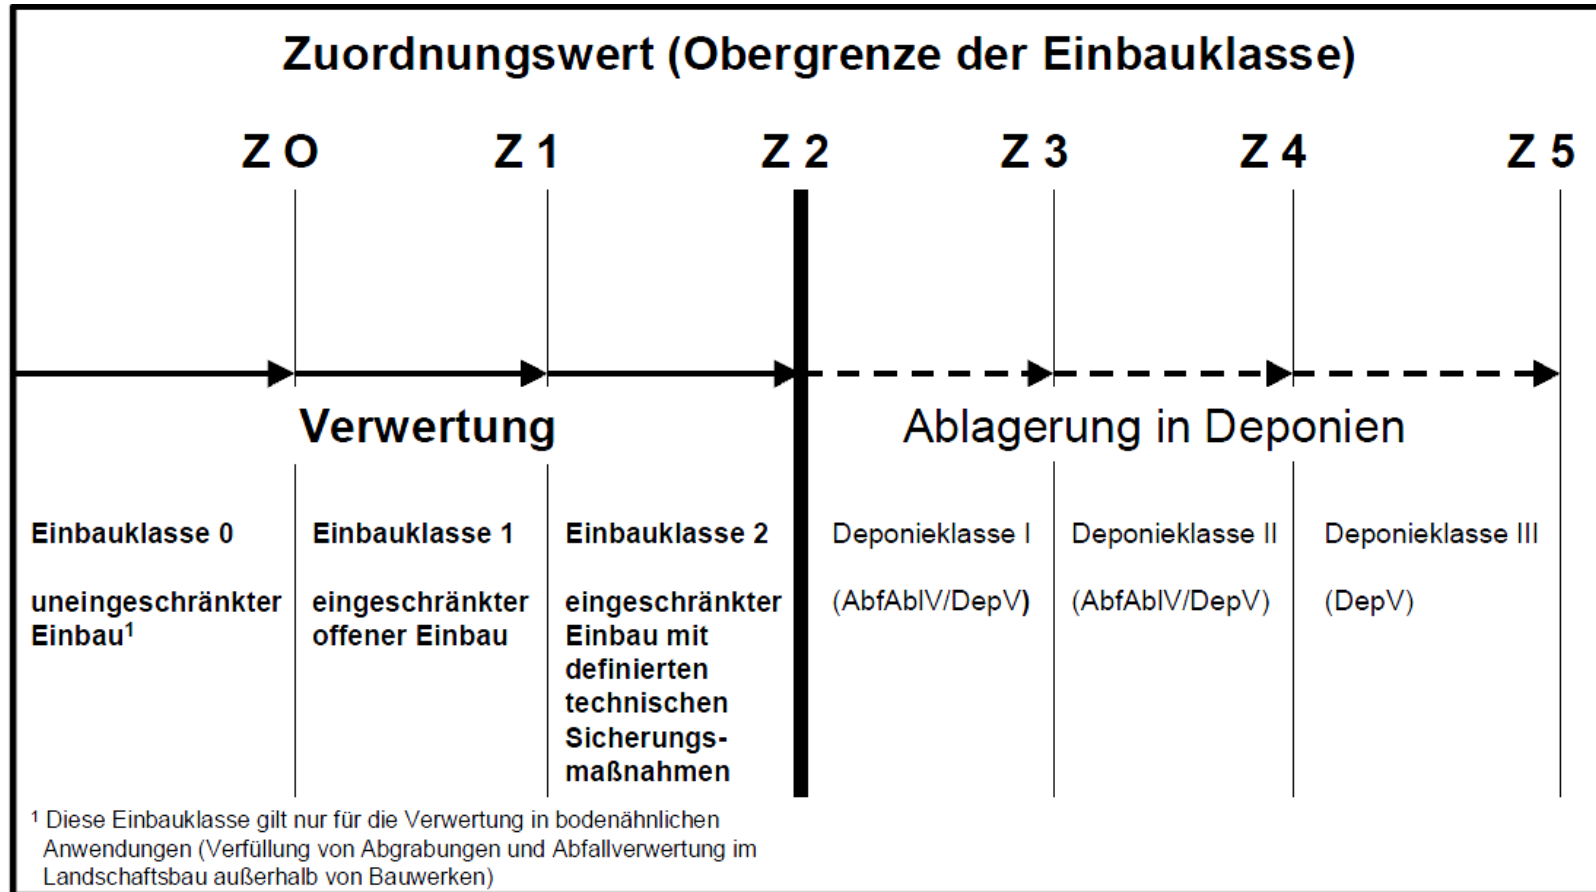 Zuordnungswert (Obergrenze der Einbauklasse)
Z O
Z 1
Z 2
Z 3
Z 4
Z 5
Verwertung
Ablagerung in Deponien
Einbauklasse 0
uneingeschränkter
Einbau¹
Einbauklasse 1
eingeschränkter
offener Einbau
Einbauklasse 2
eingeschränkter
Einbau mit
definierten
technischen
Sicherungs-
maßnahmen
Deponieklasse I
(AbfAblV/DepV)
Deponieklasse II
(AbfAblV/DepV)
Deponieklasse III
(DepV)
¹ Diese Einbauklasse gilt nur für die Verwertung in bodenähnlichen
Anwendungen (Verfüllung von Abgrabungen und Abfallverwertung im
Landschaftsbau außerhalb von Bauwerken)